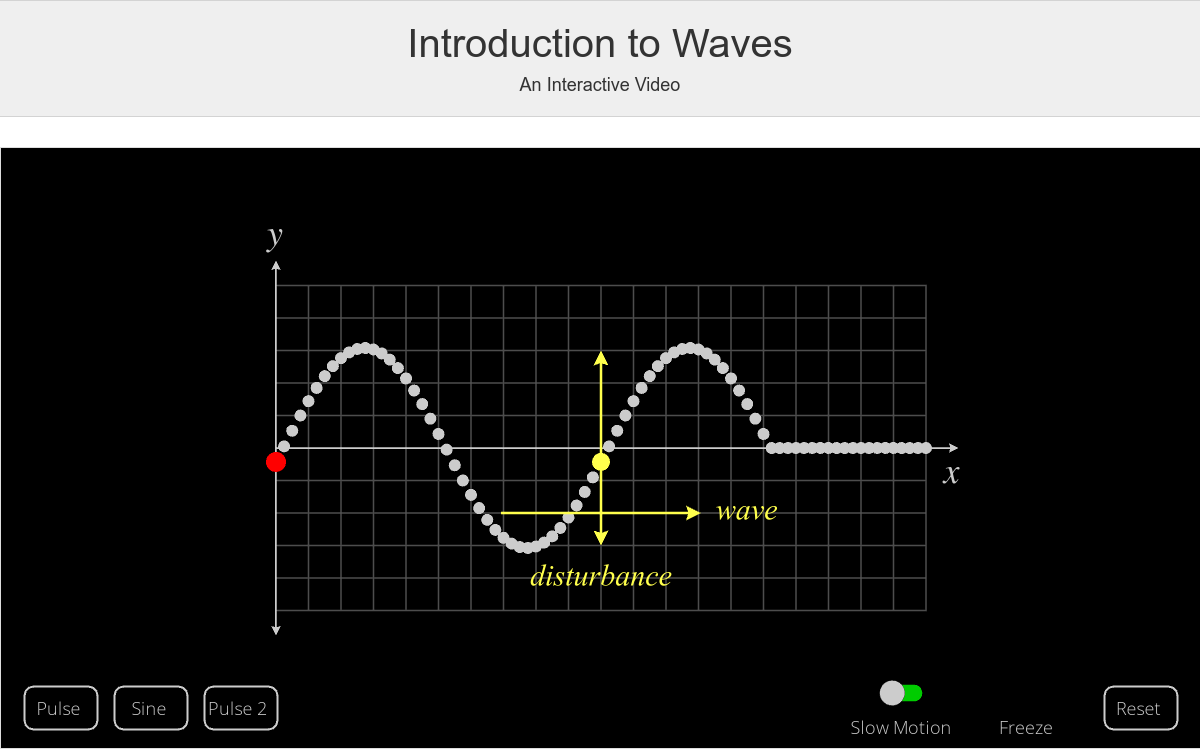 Introduction to Waves
An Interactive Video
y
x
wave
disturbance
Pulse
Sine
Pulse 2
Slow Motion
Freeze
Reset